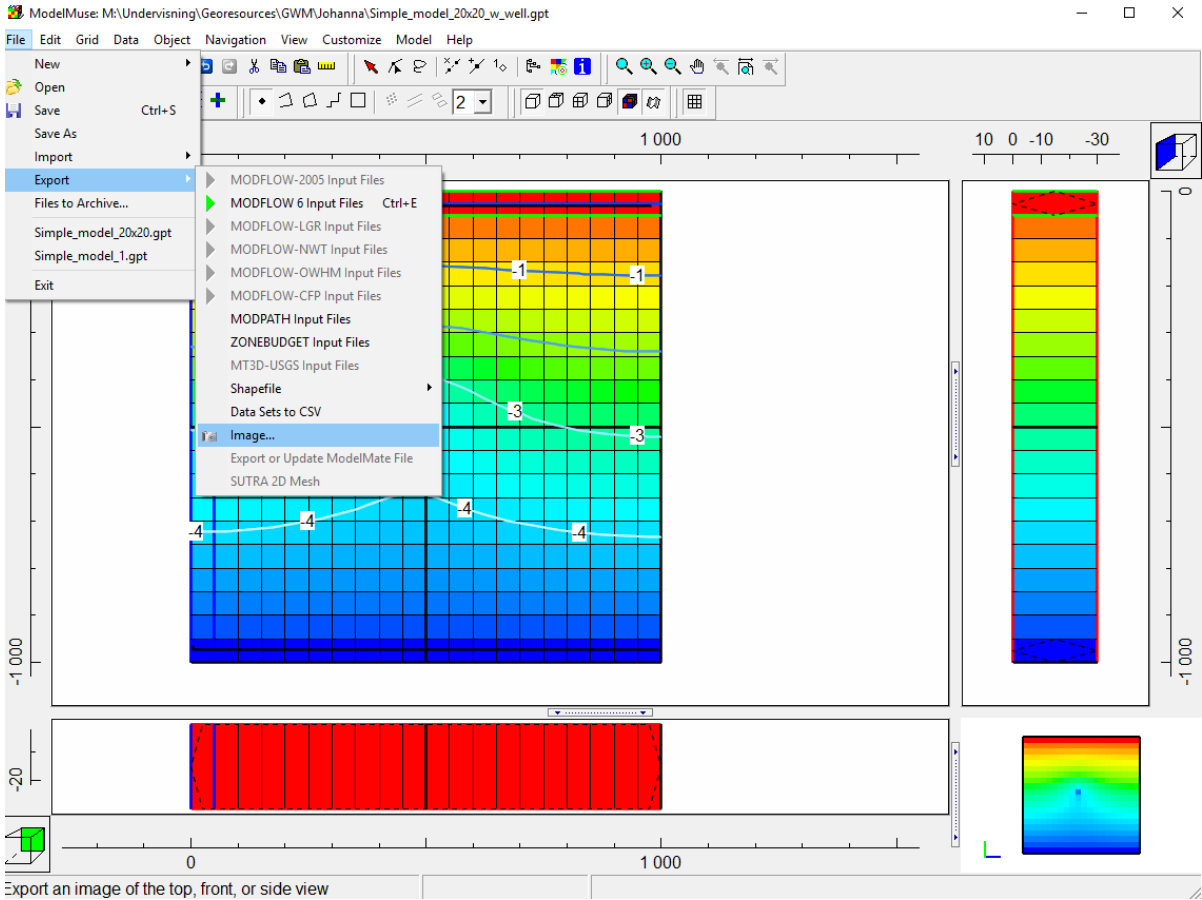 ModelMuse: M:\Undervisning\Georesources\GWM\Johanna\Simple_model_20x20_w_well.gpt
File Edit Grid Data Object Navigation View Customize Model Help
New
Open
Save Ctrl+S
Save As
Import
Export
Files to Archive...
Simple_model_20x20.gpt
Simple_model_1.gpt
Exit
MODFLOW-2005 Input Files
MODFLOW 6 Input Files Ctrl+E
MODFLOW-LGR Input Files
MODFLOW-NWT Input Files
MODFLOW-OWHM Input Files
MODFLOW-CFP Input Files
MODPATH Input Files
ZONEBUDGET Input Files
MT3D-USGS Input Files
Shapefile
Data Sets to CSV
Image...
Export or Update ModelMate File
SUTRA 2D Mesh
2
1 000
10 0 -10 -30
-1
-1
-3
-3
-4
-4
-4
-4
0
-1 000
-1 000
-20
0 1 000
Export an image of the top, front, or side view